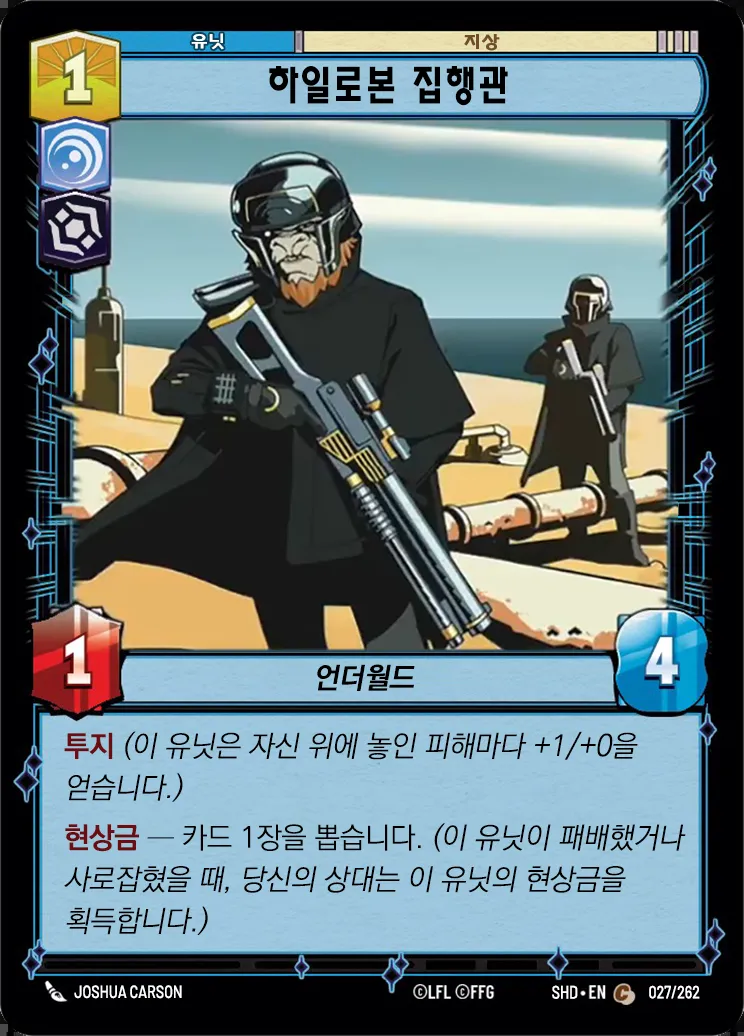 유닛
지상
1
하일로본 집행관
1
언더월드
4
투지 (이 유닛은 자신 위에 놓인 피해마다 +1/+0을
얻습니다.)
현상금 — 카드 1장을 뽑습니다. (이 유닛이 패배했거나
사로잡혔을 때, 당신의 상대는 이 유닛의 현상금을
획득합니다.)
JOSHUA CARSON
©LFL ©FFG
SHD•EN C 027/262